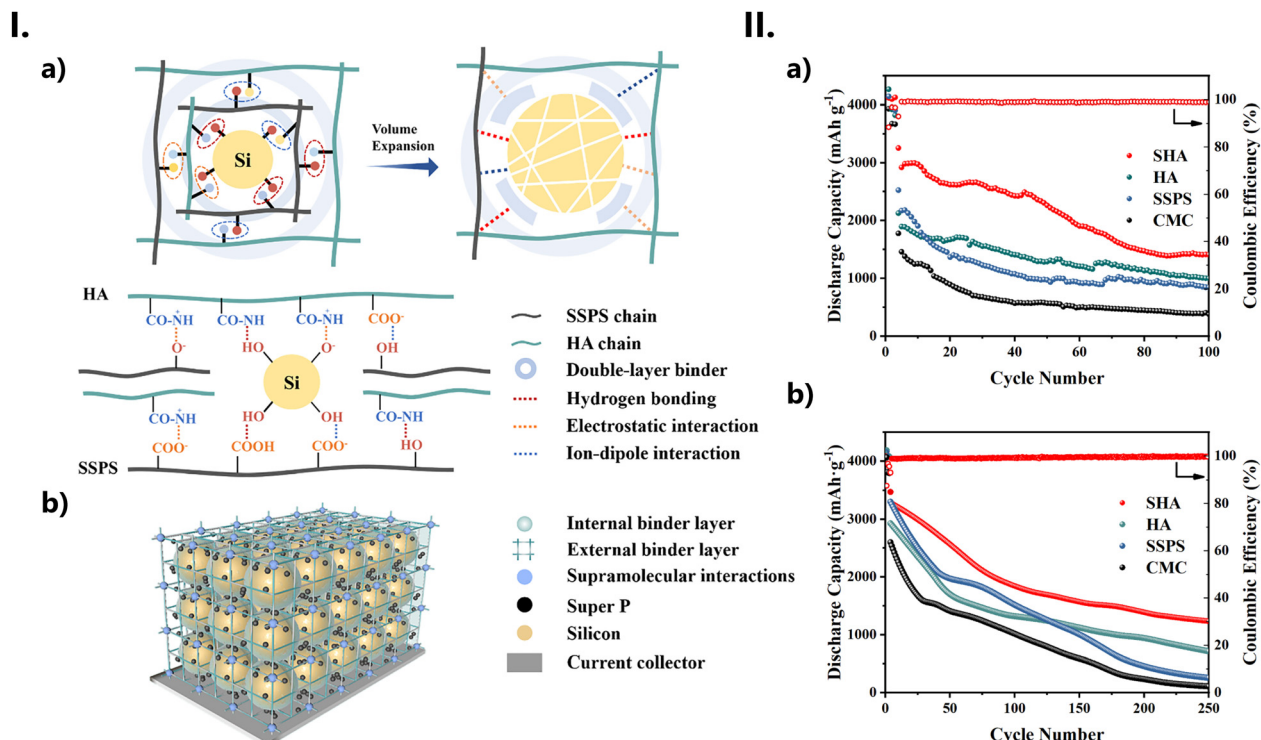 I.
a)
Si
Volume
Expansion
HA
CO-NH
+
CO-NH
CO-NH
+
COO-
O-
HO
O-
OH
Si
CO-NH
+
HO
OH
CO-NH
COO-
COOH
COO-
HO
SSPS
SSPS chain
HA chain
Double-layer binder
Hydrogen bonding
Electrostatic interaction
Ion-dipole interaction
b)
Internal binder layer
External binder layer
Supramolecular interactions
Super P
Silicon
Current collector
II.
a)
Discharge Capacity (mAh g-1)
4000
3000
2000
1000
0
0 20 40 60 80 100
Cycle Number
100
80
60
40
20
0
Coulombic Efficiency (%)
SHA
HA
SSPS
CMC
b)
Discharge Capacity (mAh·g-1)
4000
3000
2000
1000
0
0 50 100 150 200 250
Cycle Number
100
80
60
40
20
0
Coulombic Efficiency (%)
SHA
HA
SSPS
CMC